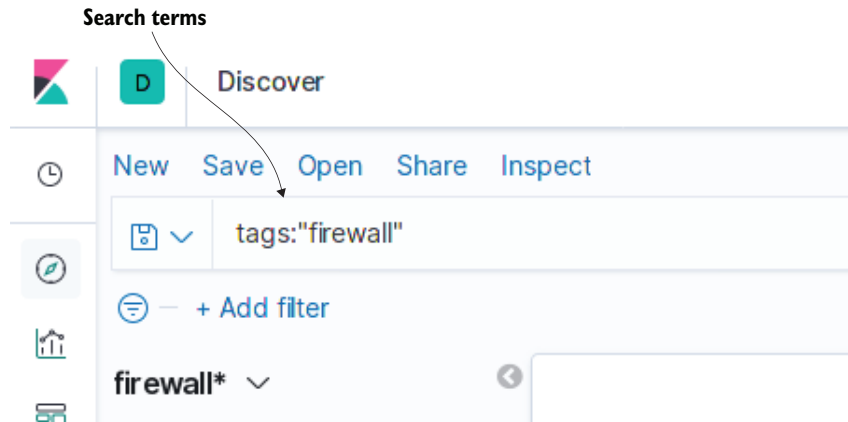 Search terms
D Discover
New Save Open Share Inspect
tags:"firewall"
+ Add filter
firewall*